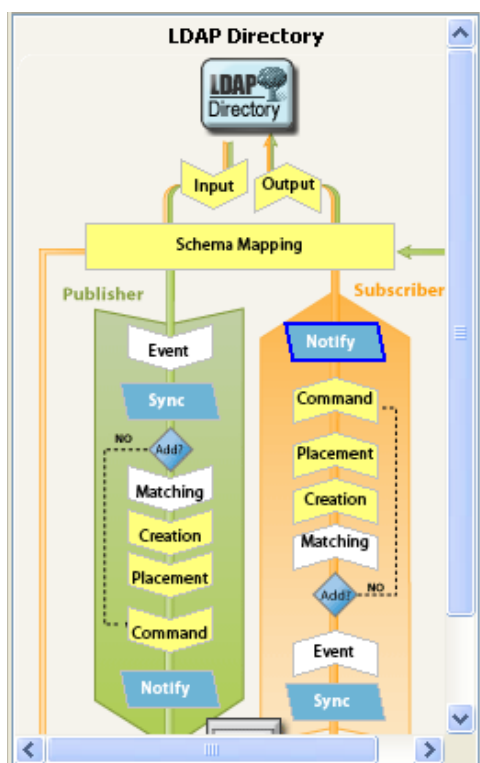 LDAP Directory
LDAP
Directory
Input
Output
Schema Mapping
Publisher
Event
Sync
NO
Add?
Matching
Creation
Placement
Command
Notify
Subscriber
Notify
Command
Placement
Creation
Matching
Add?
NO
Event
Sync